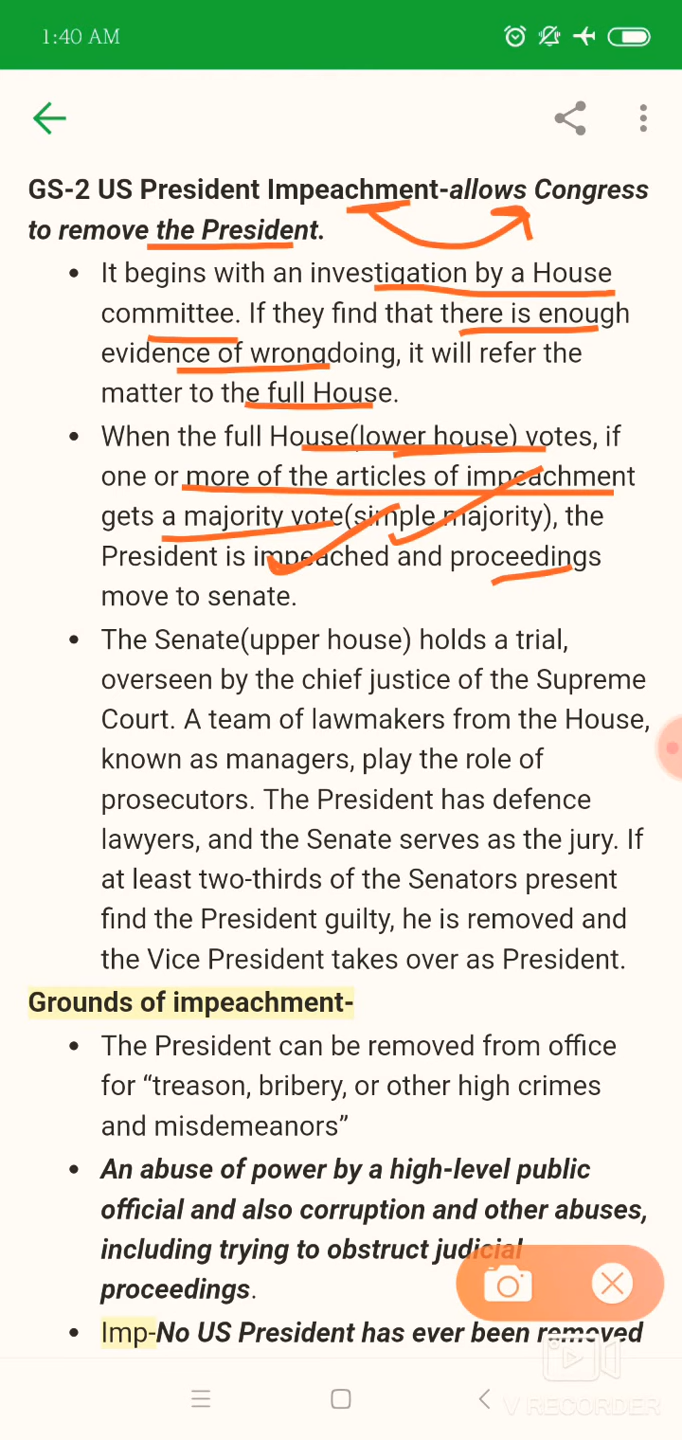 1:40 AM
GS-2 US President Impeachment-allows Congress
to remove the President.
• It begins with an investigation by a House
committee. If they find that there is enough
evidence of wrongdoing, it will refer the
matter to the full House.
• When the full House(lower house) votes, if
one or more of the articles of impeachment
gets a majority vote(simple majority), the
President is impeached and proceedings
move to senate.
• The Senate(upper house) holds a trial,
overseen by the chief justice of the Supreme
Court. A team of lawmakers from the House,
known as managers, play the role of
prosecutors. The President has defence
lawyers, and the Senate serves as the jury. If
at least two-thirds of the Senators present
find the President guilty, he is removed and
the Vice President takes over as President.
Grounds of impeachment-
• The President can be removed from office
for “treason, bribery, or other high crimes
and misdemeanors”
• An abuse of power by a high-level public
official and also corruption and other abuses,
including trying to obstruct judicial
proceedings.
• Imp-No US President has ever been removed
V RECORDER